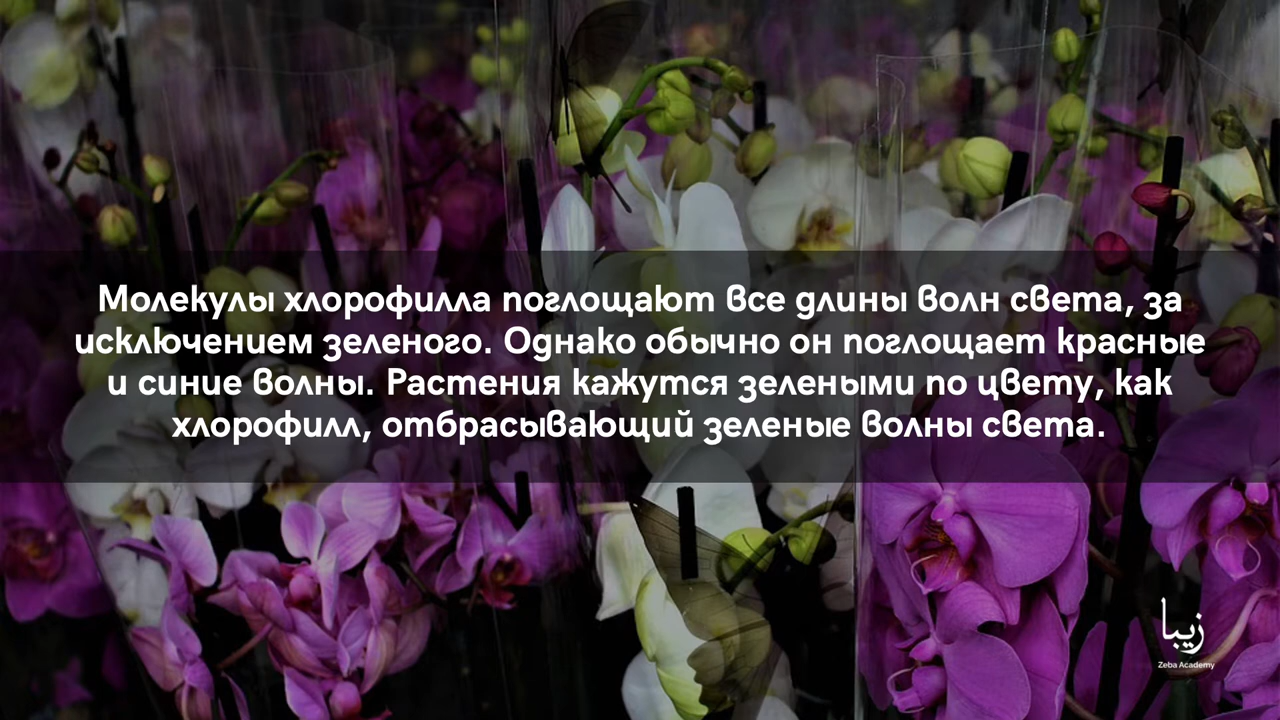 Молекулы хлорофилла поглощают все длины волн света, за
исключением зеленого. Однако обычно он поглощает красные
и синие волны. Растения кажутся зелеными по цвету, как
хлорофилл, отбрасывающий зеленые волны света.
زیبا
Zeba Academy